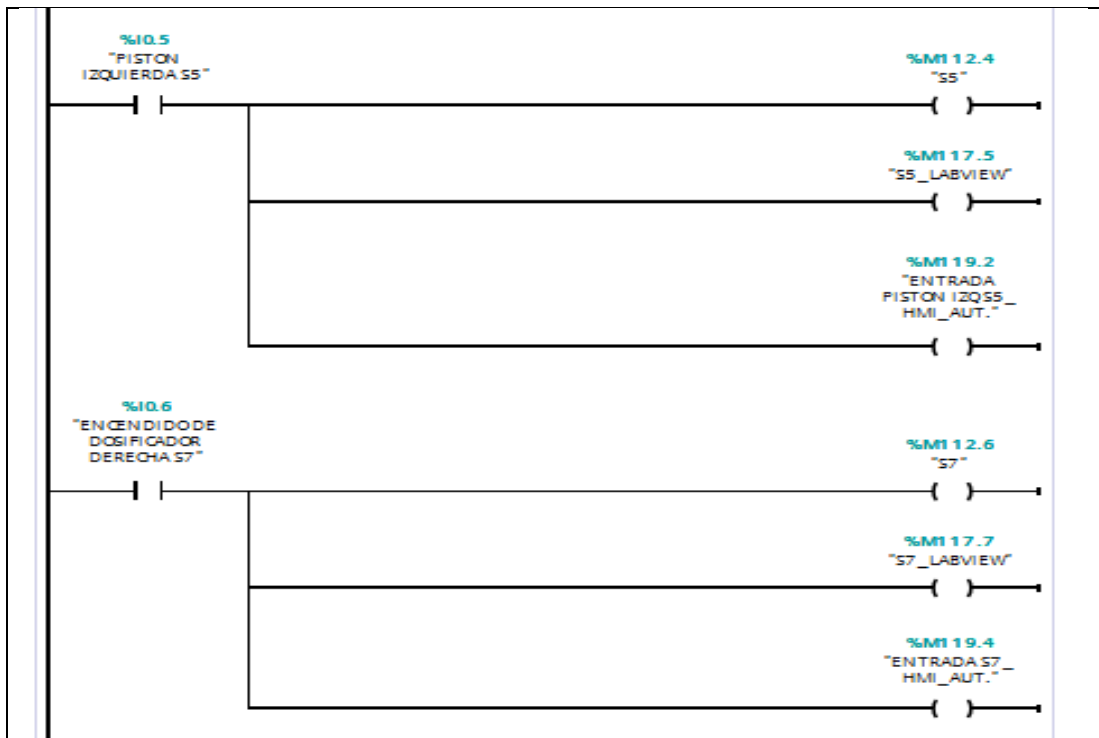 %I0.5
"PISTON
IZQUIERDA S5"
%M112.4
"S5"
%M117.5
"S5_LABVIEW"
%M119.2
"ENTRADA
PISTON IZQS5_
HMI_AUT."
%I0.6
"ENCENDIDO DE
DOSIFICADOR
DERECHA S7"
%M112.6
"S7"
%M117.7
"S7_LABVIEW"
%M119.4
"ENTRADA S7_
HMI_AUT."